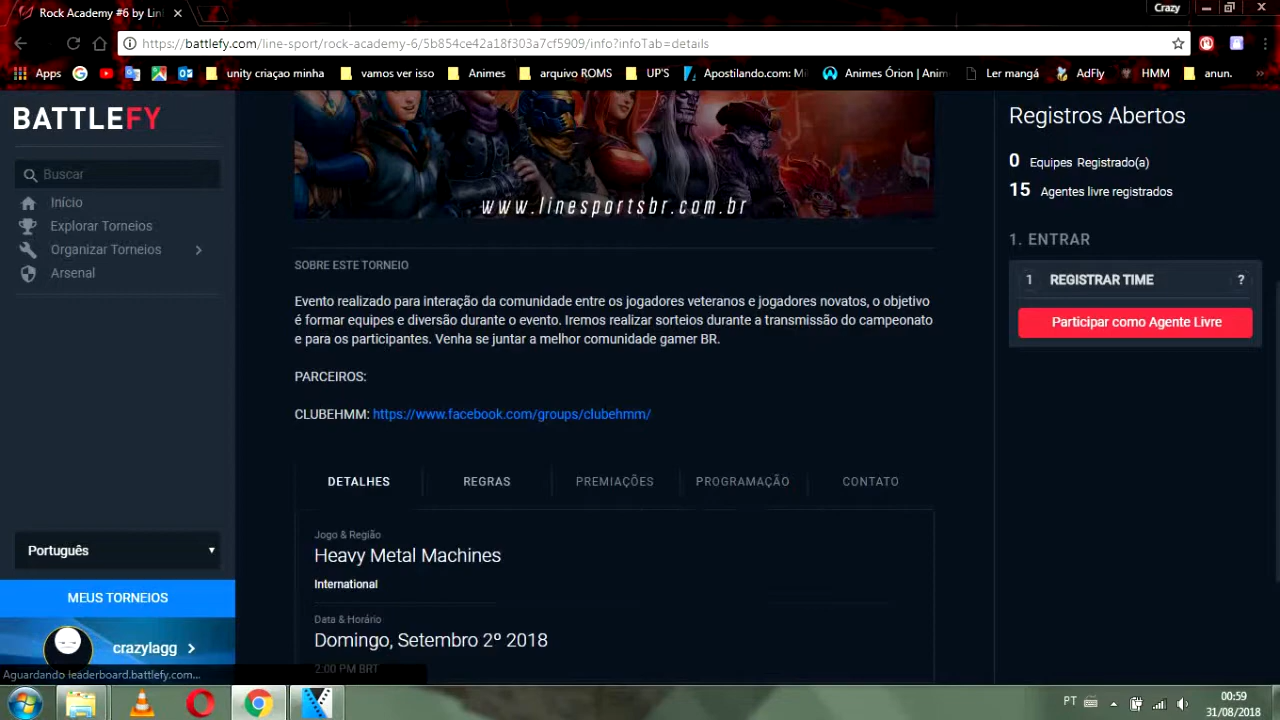 Rock Academy #6 by Lin
Crazy
https://battlefy.com/line-sport/rock-academy-6/5b854ce42a18f303a7cf5909/info?infoTab=details
Apps
unity criaçao minha
vamos ver isso
Animes
arquivo ROMS
UP'S
Apostilando.com: Mi
Animes Órion | Anim
Ler mangá
AdFly
HMM
anun.
»
BATTLEFY
Buscar
Início
Explorar Torneios
Organizar Torneios
Arsenal
Português
MEUS TORNEIOS
crazylagg
Aguardando leaderboard.battlefy.com...
www.linesportsbr.com.br
SOBRE ESTE TORNEIO
Evento realizado para interação da comunidade entre os jogadores veteranos e jogadores novatos, o objetivo
é formar equipes e diversão durante o evento. Iremos realizar sorteios durante a transmissão do campeonato
e para os participantes. Venha se juntar a melhor comunidade gamer BR.
PARCEIROS:
CLUBEHMM: https://www.facebook.com/groups/clubehmm/
DETALHES
REGRAS
PREMIAÇÕES
PROGRAMAÇÃO
CONTATO
Jogo & Região
Heavy Metal Machines
International
Data & Horário
Domingo, Setembro 2º 2018
2:00 PM BRT
Registros Abertos
0 Equipes Registrado(a)
15 Agentes livre registrados
1. ENTRAR
1 REGISTRAR TIME ?
Participar como Agente Livre
PT
00:59
31/08/2018